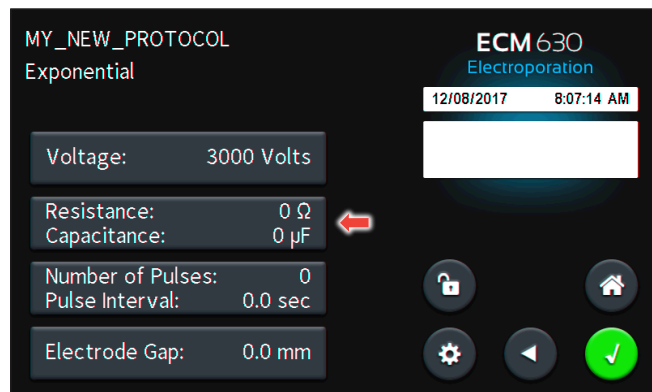 MY_NEW_PROTOCOL
Exponential
ECM 630
Electroporation
12/08/2017 8:07:14 AM
Voltage: 3000 Volts
Resistance: 0 Ω
Capacitance: 0 µF
Number of Pulses: 0
Pulse Interval: 0.0 sec
Electrode Gap: 0.0 mm